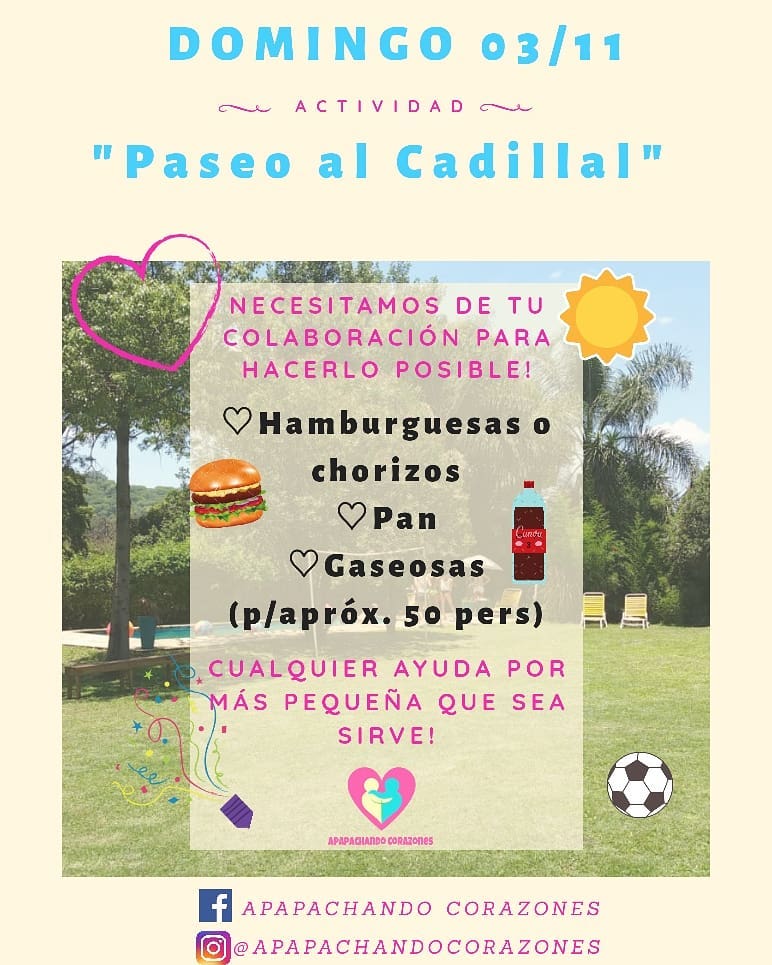 DOMINGO 03/11
ACTIVIDAD
"Paseo al Cadillal"
NECESITAMOS DE TU
COLABORACIÓN PARA
HACERLO POSIBLE!
♡Hamburguesas o
chorizos
♡Pan
♡Gaseosas
(p/apróx. 50 pers)
Canva
CUALQUIER AYUDA POR
MÁS PEQUEÑA QUE SEA
SIRVE!
APAPACHANDO CORAZONES
APAPACHANDO CORAZONES
@APAPACHANDOCORAZONES